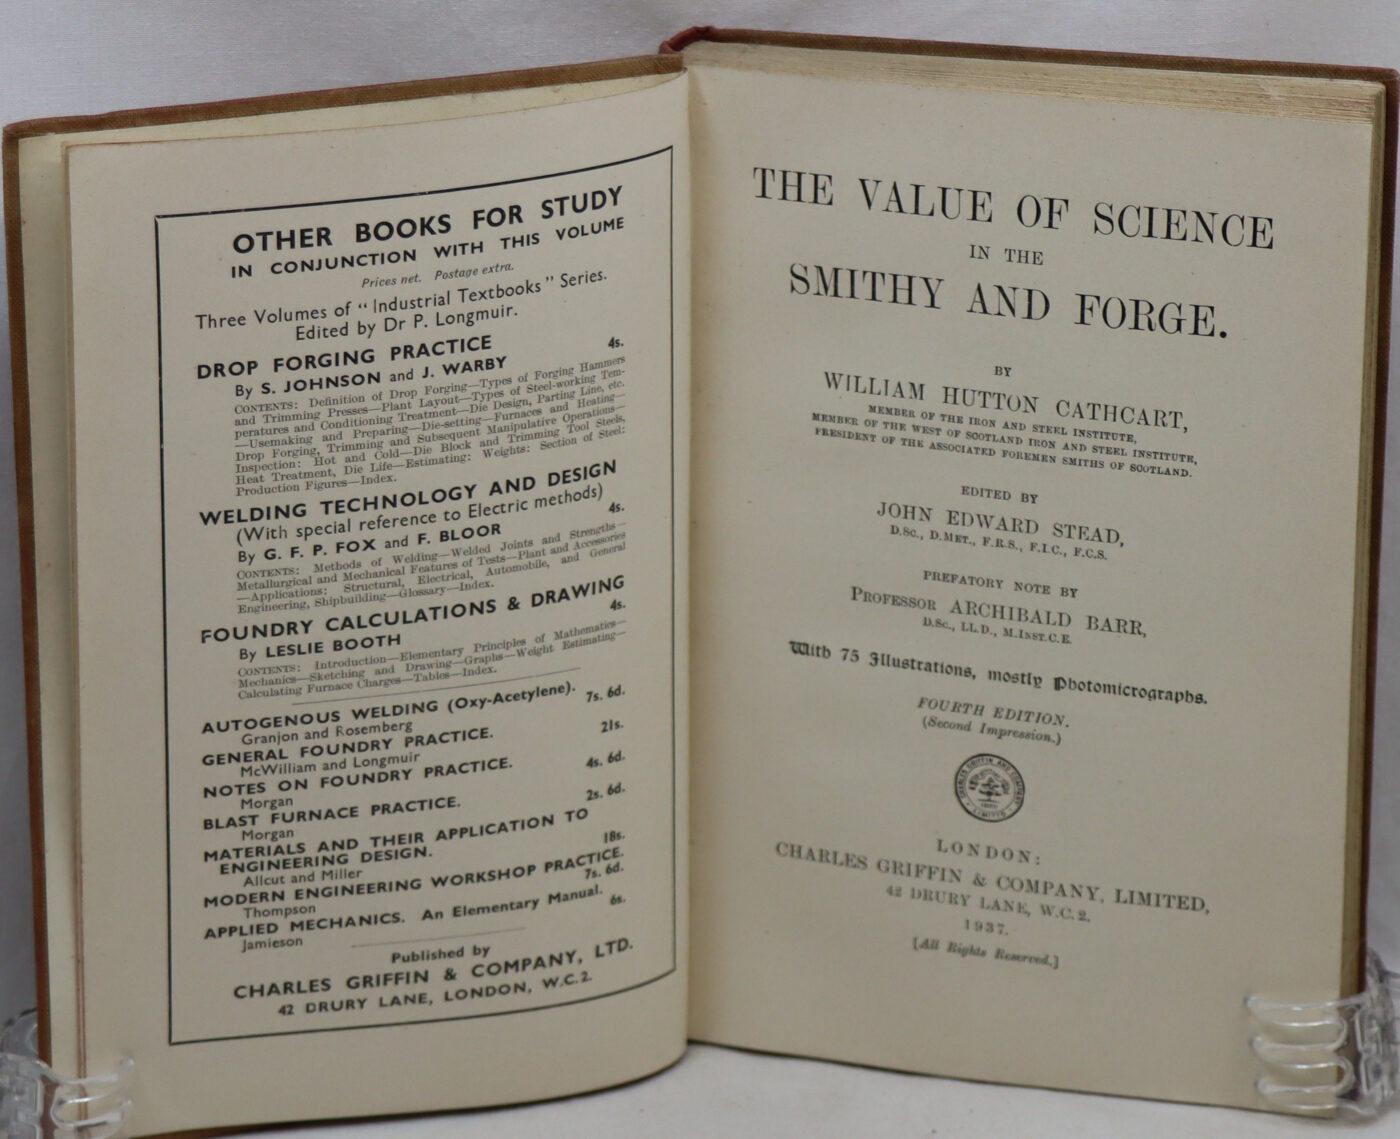 OTHER BOOKS FOR STUDY
IN CONJUNCTION WITH THIS VOLUME
Prices net. Postage extra.
Three Volumes of "Industrial Textbooks" Series.
Edited by Dr P. Longmuir.
DROP FORGING PRACTICE 4s.
By S. JOHNSON and J. WARBY
CONTENTS: Definition of Drop Forging—Types of Forging Hammers
and Trimming Presses—Plant Layout—Types of Steel-working Tem-
peratures and Conditioning Treatment—Die Design, Parting Line, etc.
—Usemaking and Preparing—Die-setting—Furnaces and Heating—
Drop Forging, Trimming and Subsequent Manipulative Operations—
Inspection: Hot and Cold—Die Block and Trimming Tool Steels,
Heat Treatment, Die Life—Estimating: Weights: Section of Steel:
Production Figures—Index.
WELDING TECHNOLOGY AND DESIGN
(With special reference to Electric methods) 4s.
By G. F. P. FOX and F. BLOOR
CONTENTS: Methods of Welding—Welded Joints and Strengths—
Metallurgical and Mechanical Features of Tests—Plant and Accessories
—Applications: Structural, Electrical, Automobile, and General
Engineering, Shipbuilding—Glossary—Index.
FOUNDRY CALCULATIONS & DRAWING
By LESLIE BOOTH 4s.
CONTENTS: Introduction—Elementary Principles of Mathematics—
Mechanics—Sketching and Drawing—Graphs—Weight Estimating—
Calculating Furnace Charges—Tables—Index.
AUTOGENOUS WELDING (Oxy-Acetylene). 7s. 6d.
Granjon and Rosemberg
GENERAL FOUNDRY PRACTICE. 21s.
McWilliam and Longmuir
NOTES ON FOUNDRY PRACTICE. 4s. 6d.
Morgan
BLAST FURNACE PRACTICE. 2s. 6d.
Morgan
MATERIALS AND THEIR APPLICATION TO
ENGINEERING DESIGN. 18s.
Allcut and Miller
MODERN ENGINEERING WORKSHOP PRACTICE.
Thompson 7s. 6d.
APPLIED MECHANICS. An Elementary Manual.
Jamieson 6s.
Published by
CHARLES GRIFFIN & COMPANY, LTD.
42 DRURY LANE, LONDON, W.C.2.
THE VALUE OF SCIENCE
IN THE
SMITHY AND FORGE.
BY
WILLIAM HUTTON CATHCART,
MEMBER OF THE IRON AND STEEL INSTITUTE,
MEMBER OF THE WEST OF SCOTLAND IRON AND STEEL INSTITUTE,
PRESIDENT OF THE ASSOCIATED FOREMEN SMITHS OF SCOTLAND.
EDITED BY
JOHN EDWARD STEAD,
D.Sc., D.MET., F.R.S., F.I.C., F.C.S.
PREFATORY NOTE BY
PROFESSOR ARCHIBALD BARR,
D.Sc., LL.D., M.INST.C.E.
With 75 Illustrations, mostly Photomicrographs.
FOURTH EDITION.
(Second Impression.)
CHARLES GRIFFIN AND COMPANY
LIMITED
LONDON:
CHARLES GRIFFIN & COMPANY, LIMITED,
42 DRURY LANE, W.C.2.
1937.
[All Rights Reserved.]